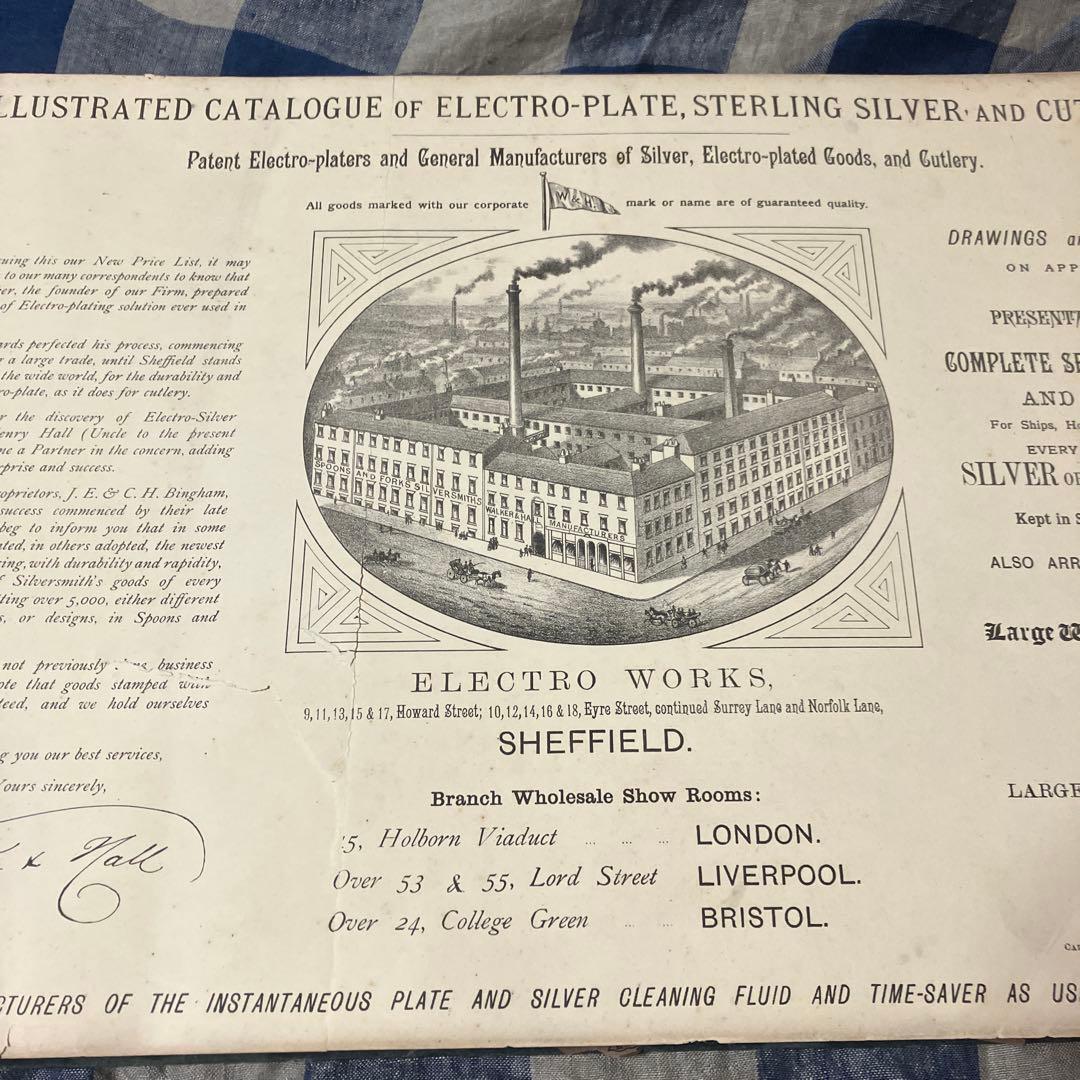 LLUSTRATED CATALOGUE OF ELECTRO-PLATE, STERLING SILVER, AND CUT
Patent Electro-platers and General Manufacturers of Silver, Electro-plated Goods, and Cutlery.
All goods marked with our corporate W&H. mark or name are of guaranteed quality.
uing this our New Price List, it may
to our many correspondents to know that
er, the founder of our Firm, prepared
of Electro-plating solution ever used in
ards perfected his process, commencing
r a large trade, until Sheffield stands
the wide world, for the durability and
ro-plate, as it does for cutlery.
r the discovery of Electro-Silver
enry Hall (Uncle to the present
me a Partner in the concern, adding
rprise and success.
oprietors, J. E. & C. H. Bingham,
success commenced by their late
beg to inform you that in some
ated, in others adopted, the newest
ing, with durability and rapidity,
f Silversmith's goods of every
ting over 5,000, either different
s, or designs, in Spoons and
not previously business
ote that goods stamped with
teed, and we hold ourselves
g you our best services,
Yours sincerely,
& Hall
SPOONS AND FORKS SILVERSMITHS
WALKER & HALL
MANUFACTURERS
ELECTRO WORKS,
9, 11, 13, 15 & 17, Howard Street; 10, 12, 14, 16 & 18, Eyre Street, continued Surrey Lane and Norfolk Lane,
SHEFFIELD.
Branch Wholesale Show Rooms:
5, Holborn Viaduct ... ... ... LONDON.
Over 53 & 55, Lord Street LIVERPOOL.
Over 24, College Green ... ... BRISTOL.
DRAWINGS a
ON APP
PRESENT
COMPLETE SE
AND
For Ships, H
EVERY
SILVER O
Kept in S
ALSO ARR
Large W
LARGE
CA
CTURERS OF THE INSTANTANEOUS PLATE AND SILVER CLEANING FLUID AND TIME-SAVER AS US